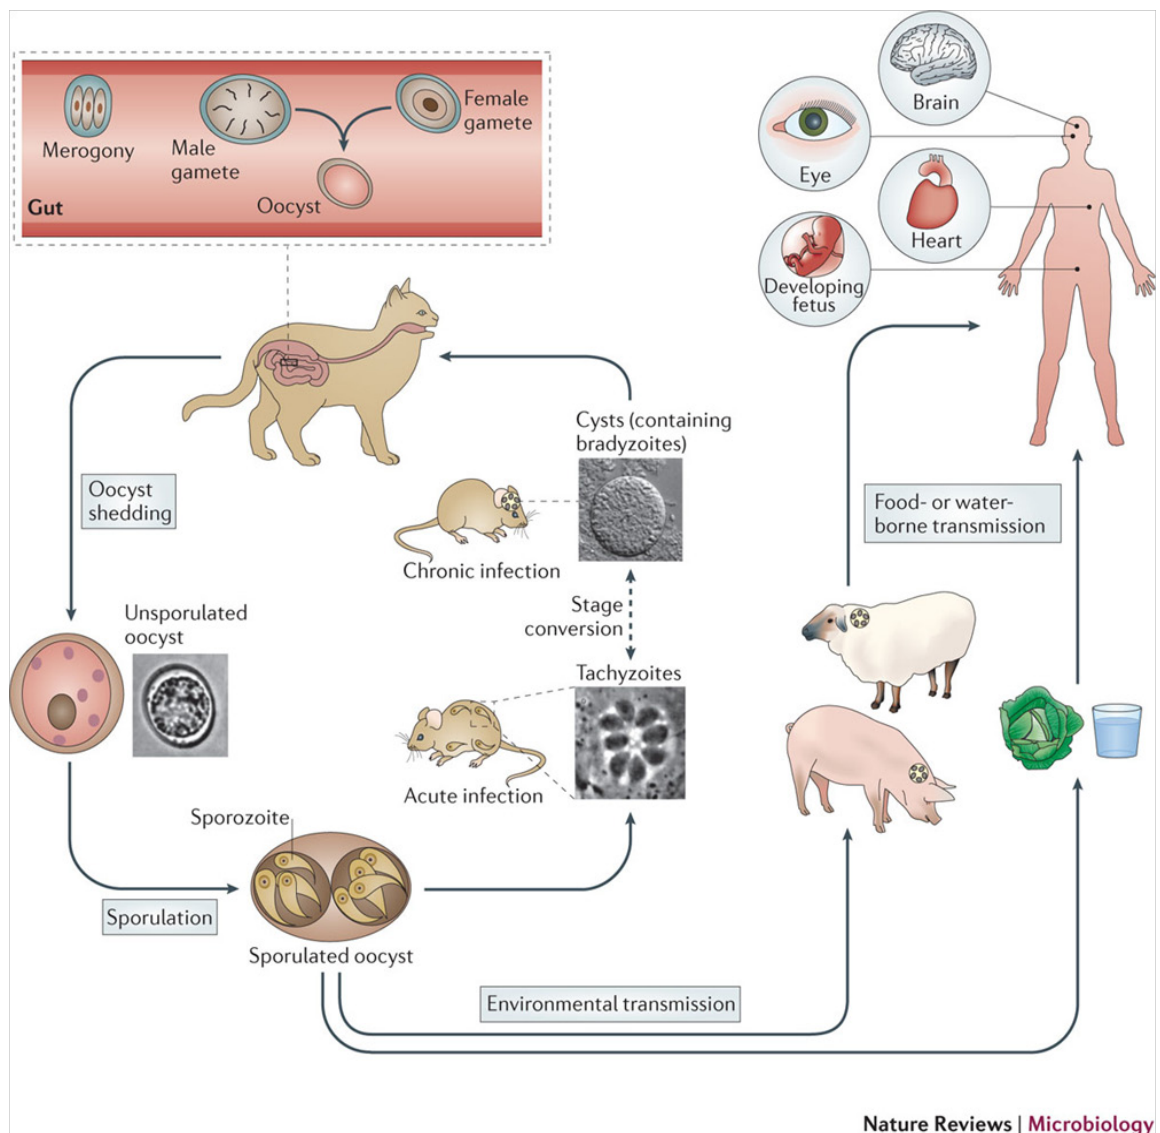 Merogony
Male
gamete
Female
gamete
Oocyst
Gut
Brain
Eye
Heart
Developing
fetus
Cysts (containing
bradyzoites)
Oocyst
shedding
Chronic infection
Food- or water-
borne transmission
Stage
conversion
Unsporulated
oocyst
Tachyzoites
Acute infection
Sporozoite
Sporulation
Sporulated oocyst
Environmental transmission
Nature Reviews | Microbiology